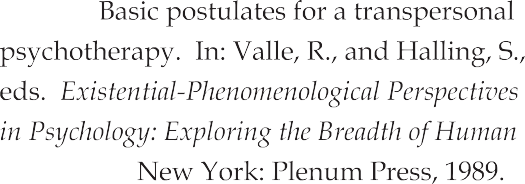 Basic postulates for a transpersonal
psychotherapy. In: Valle, R., and Halling, S.,
eds. Existential-Phenomenological Perspectives
in Psychology: Exploring the Breadth of Human
New York: Plenum Press, 1989.